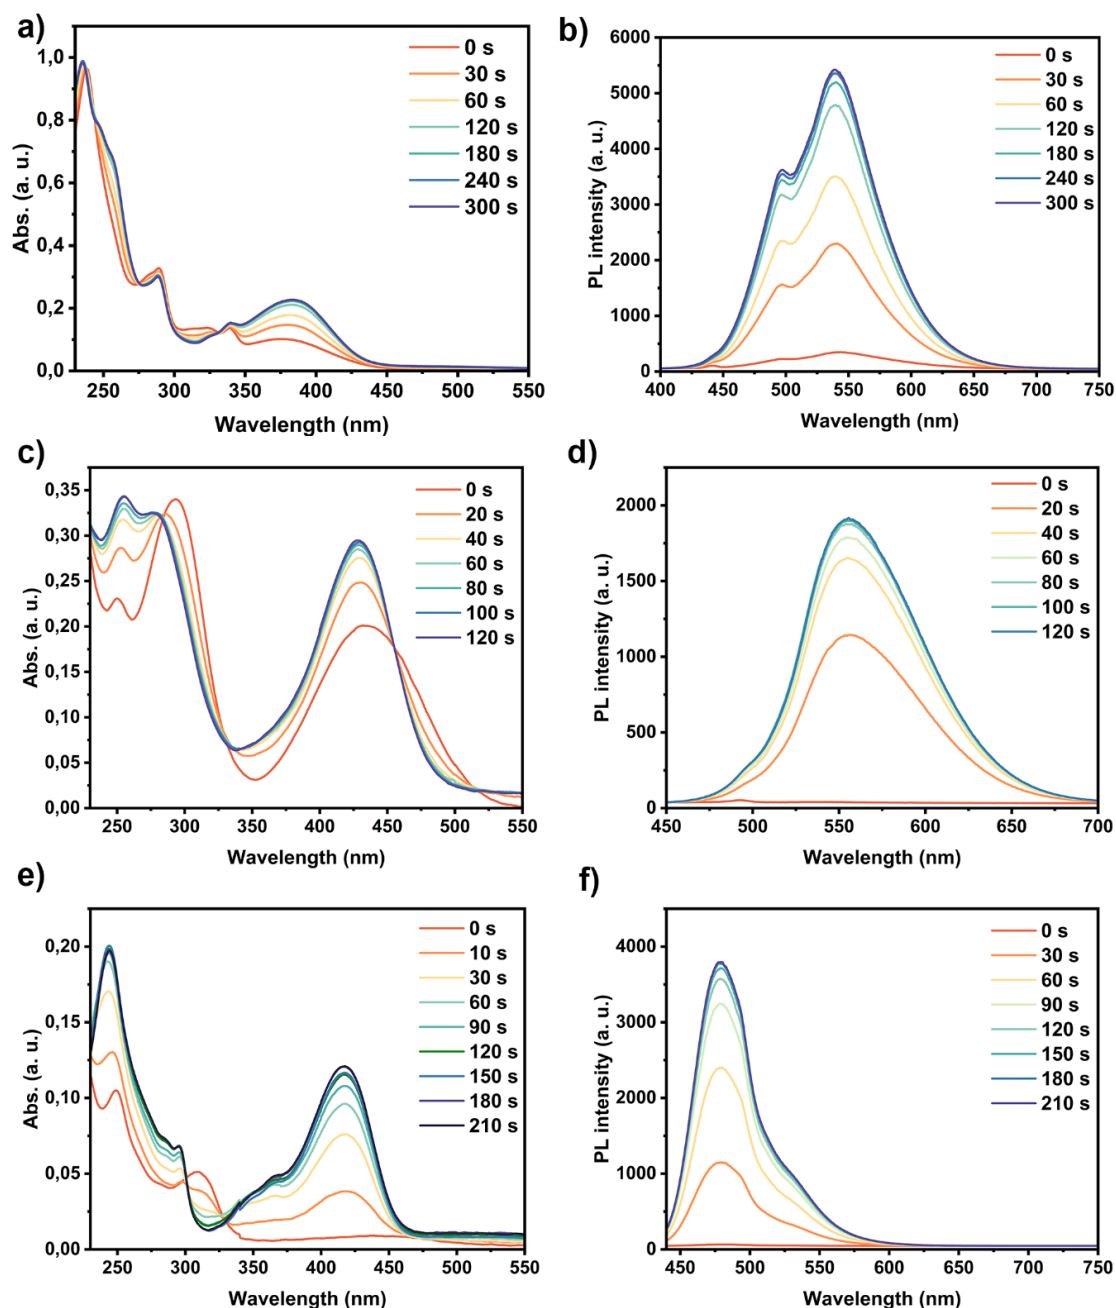 a)
1,0
0,8
0,6
0,4
0,2
0,0
Abs. (a. u.)
0 s
30 s
60 s
120 s
180 s
240 s
300 s
250 300 350 400 450 500 550
Wavelength (nm)
b)
6000
5000
4000
3000
2000
1000
0
PL intensity (a. u.)
0 s
30 s
60 s
120 s
180 s
240 s
300 s
400 450 500 550 600 650 700 750
Wavelength (nm)
c)
0,35
0,30
0,25
0,20
0,15
0,10
0,05
0,00
Abs. (a. u.)
0 s
20 s
40 s
60 s
80 s
100 s
120 s
250 300 350 400 450 500 550
Wavelength (nm)
d)
2000
1500
1000
500
0
PL intensity (a. u.)
0 s
20 s
40 s
60 s
80 s
100 s
120 s
450 500 550 600 650 700
Wavelength (nm)
e)
0,20
0,15
0,10
0,05
0,00
Abs. (a. u.)
0 s
10 s
30 s
60 s
90 s
120 s
150 s
180 s
210 s
250 300 350 400 450 500 550
Wavelength (nm)
f)
4000
3000
2000
1000
0
PL intensity (a. u.)
0 s
30 s
60 s
90 s
120 s
150 s
180 s
210 s
450 500 550 600 650 700 750
Wavelength (nm)